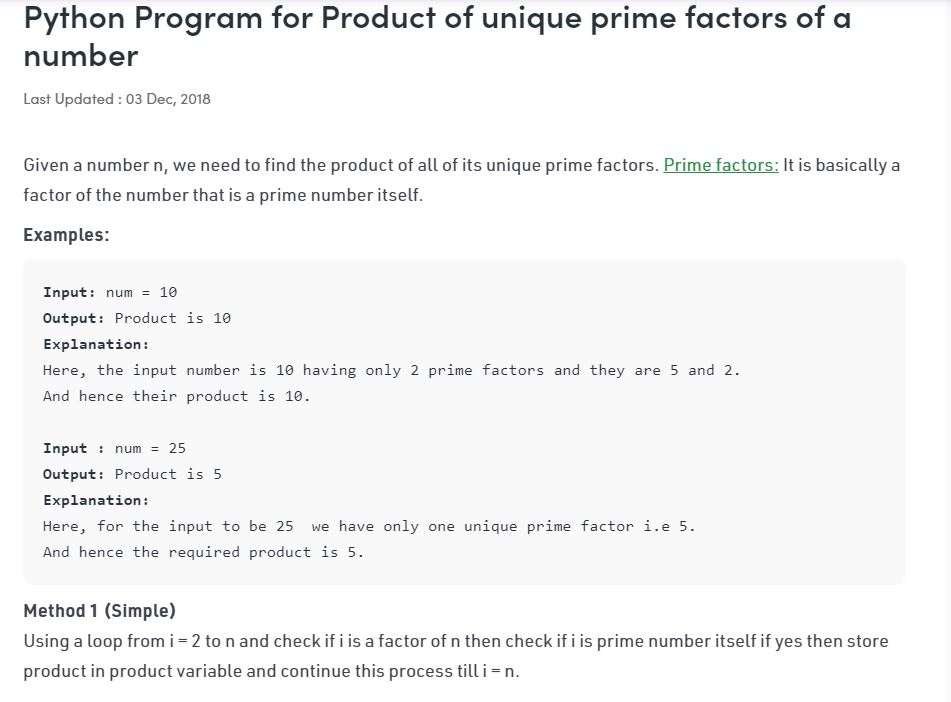 Python Program for Product of unique prime factors of a
number
Last Updated : 03 Dec, 2018
Given a number n, we need to find the product of all of its unique prime factors. Prime factors: It is basically a
factor of the number that is a prime number itself.
Examples:
Input: num = 10
Output: Product is 10
Explanation:
Here, the input number is 10 having only 2 prime factors and they are 5 and 2.
And hence their product is 10.
Input : num = 25
Output: Product is 5
Explanation:
Here, for the input to be 25  we have only one unique prime factor i.e 5.
And hence the required product is 5.
Method 1 (Simple)
Using a loop from i = 2 to n and check if i is a factor of n then check if i is prime number itself if yes then store
product in product variable and continue this process till i = n.